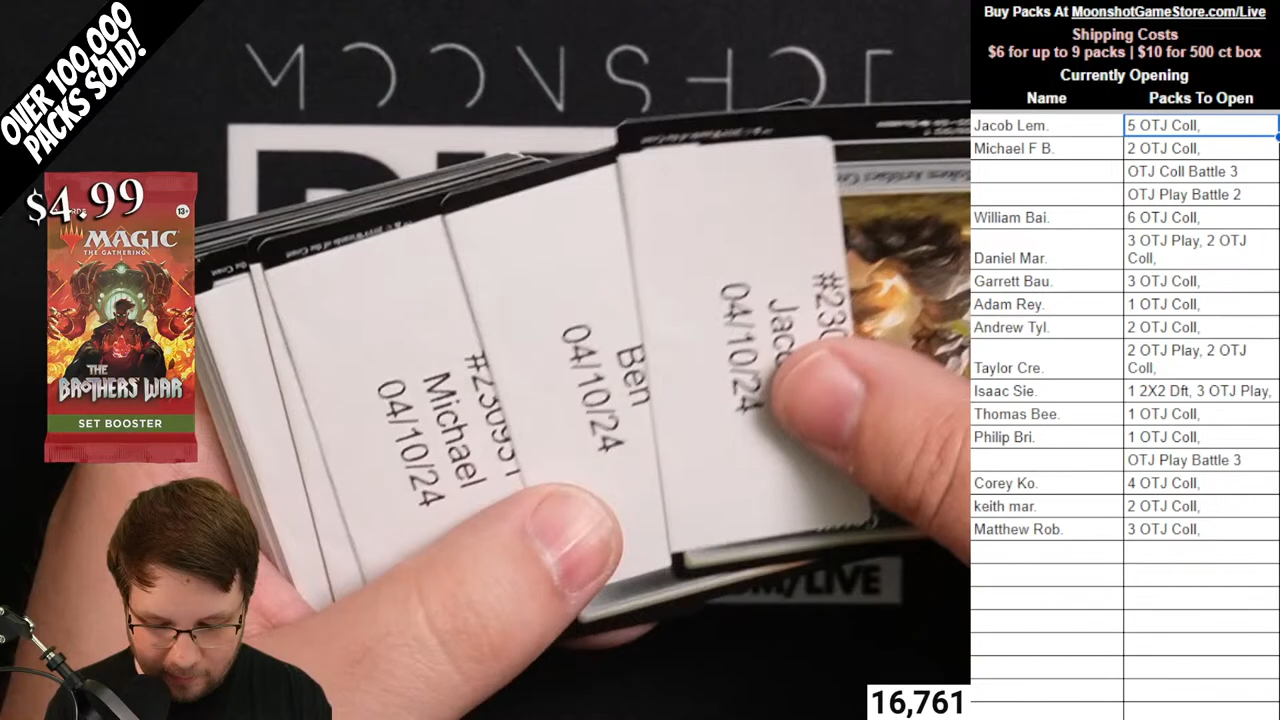 OVER 100,000
PACKS SOLD!
$4.99
13+
MAGIC
THE GATHERING
THE
BROTHERS' WAR
SET BOOSTER
#230951
Michael
04/10/24
Ben
04/10/24
#230
Jac
04/10/24
/LIVE
16,761
Buy Packs At MoonshotGameStore.com/Live
Shipping Costs
$6 for up to 9 packs | $10 for 500 ct box
Currently Opening
Name Packs To Open
Jacob Lem. 5 OTJ Coll,
Michael F B. 2 OTJ Coll,
OTJ Coll Battle 3
OTJ Play Battle 2
William Bai. 6 OTJ Coll,
3 OTJ Play, 2 OTJ
Daniel Mar. Coll,
Garrett Bau. 3 OTJ Coll,
Adam Rey. 1 OTJ Coll,
Andrew Tyl. 2 OTJ Coll,
2 OTJ Play, 2 OTJ
Taylor Cre. Coll,
Isaac Sie. 1 2X2 Dft, 3 OTJ Play,
Thomas Bee. 1 OTJ Coll,
Philip Bri. 1 OTJ Coll,
OTJ Play Battle 3
Corey Ko. 4 OTJ Coll,
keith mar. 2 OTJ Coll,
Matthew Rob. 3 OTJ Coll,